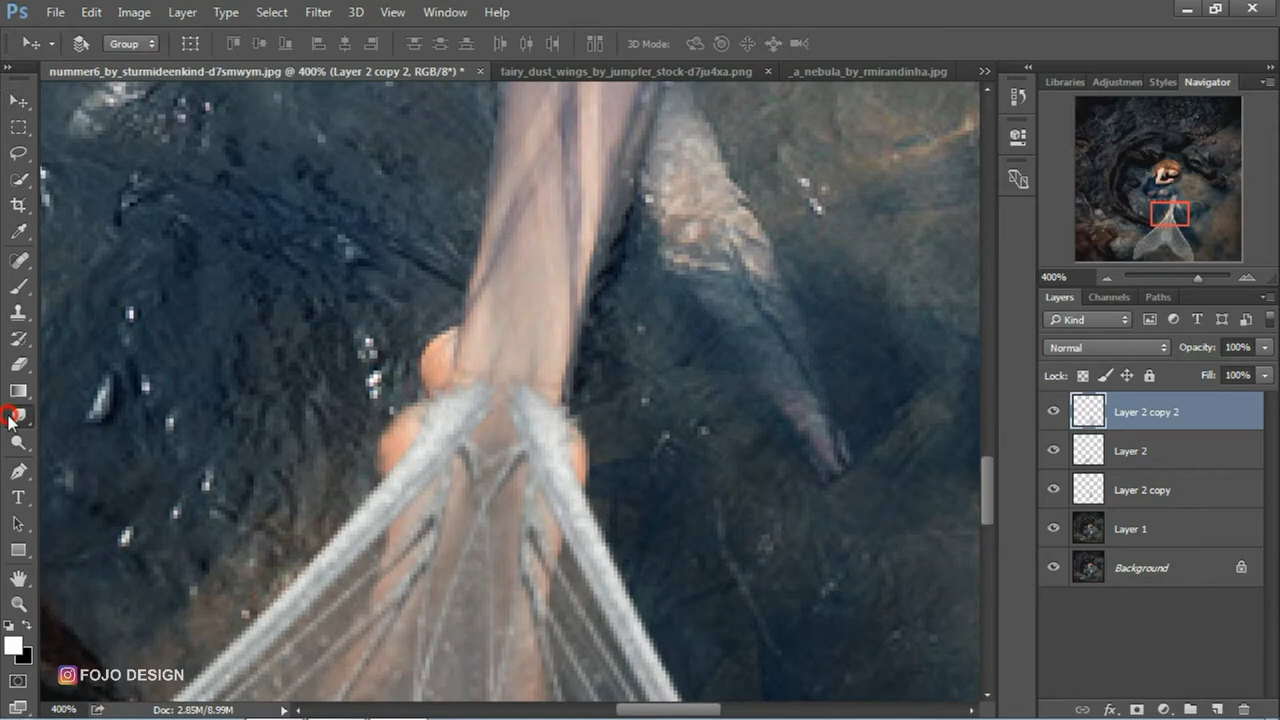 Ps File Edit Image Layer Type Select Filter 3D View Window Help
Group 3D Mode:
nummer6_by_sturmideenkind-d7smwym.jpg @ 400% (Layer 2 copy 2, RGB/8*) * fairy_dust_wings_by_jumpfer_stock-d7ju4xa.png _a_nebula_by_rmirandinha.jpg
Libraries Adjustmen Styles Navigator
400%
Layers Channels Paths
Kind
Normal Opacity: 100%
Lock: Fill: 100%
Layer 2 copy 2
Layer 2
Layer 2 copy
Layer 1
Background
FOJO DESIGN
400% Doc: 2.85M/8.99M